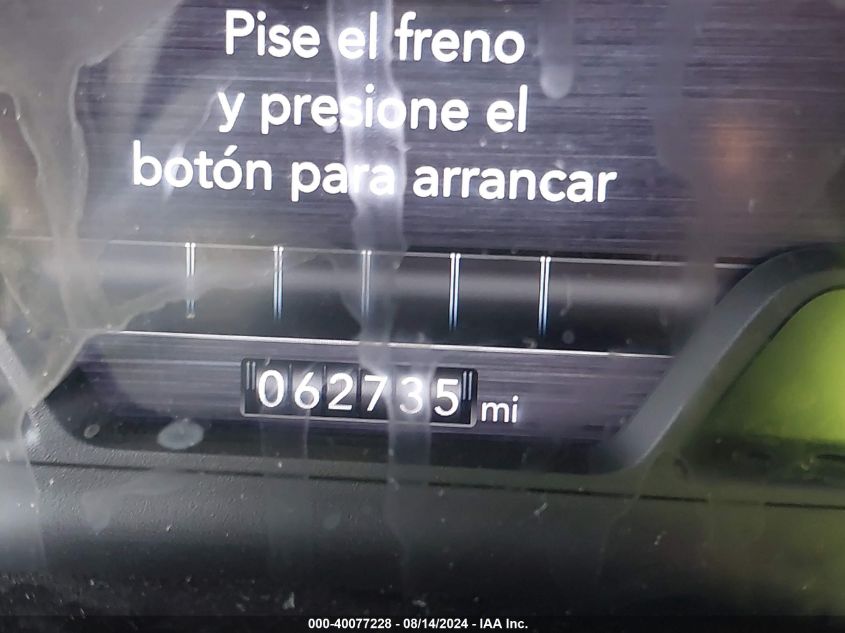 Pise el freno
y presione el
botón para arrancar
062735 mi
000-40077228 - 08/14/2024 - IAA Inc.